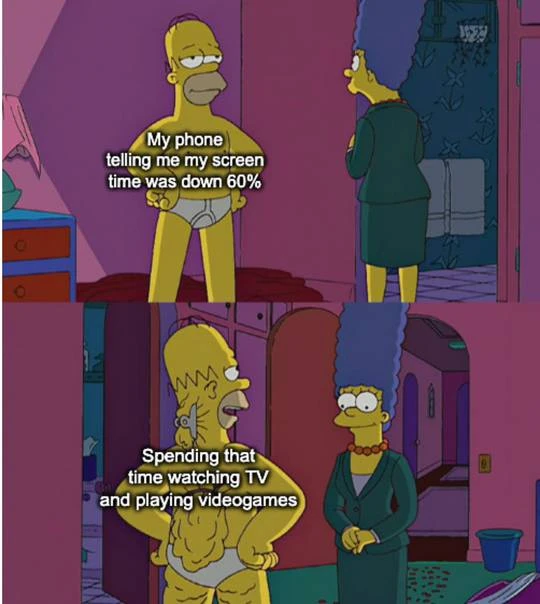 My phone
telling me my screen
time was down 60%
Spending that
time watching TV
and playing videogames